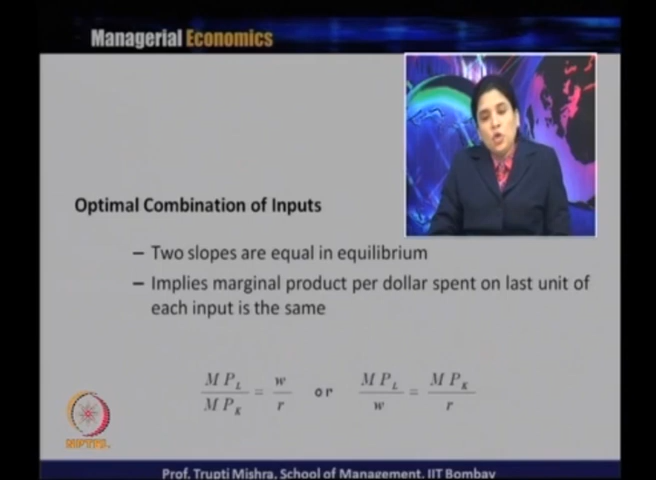 Managerial Economics
Optimal Combination of Inputs
– Two slopes are equal in equilibrium
– Implies marginal product per dollar spent on last unit of
each input is the same
MP_L / MP_K = w / r or MP_L / w = MP_K / r
NPTEL
Prof. Trupti Mishra, School of Management, IIT Bombay